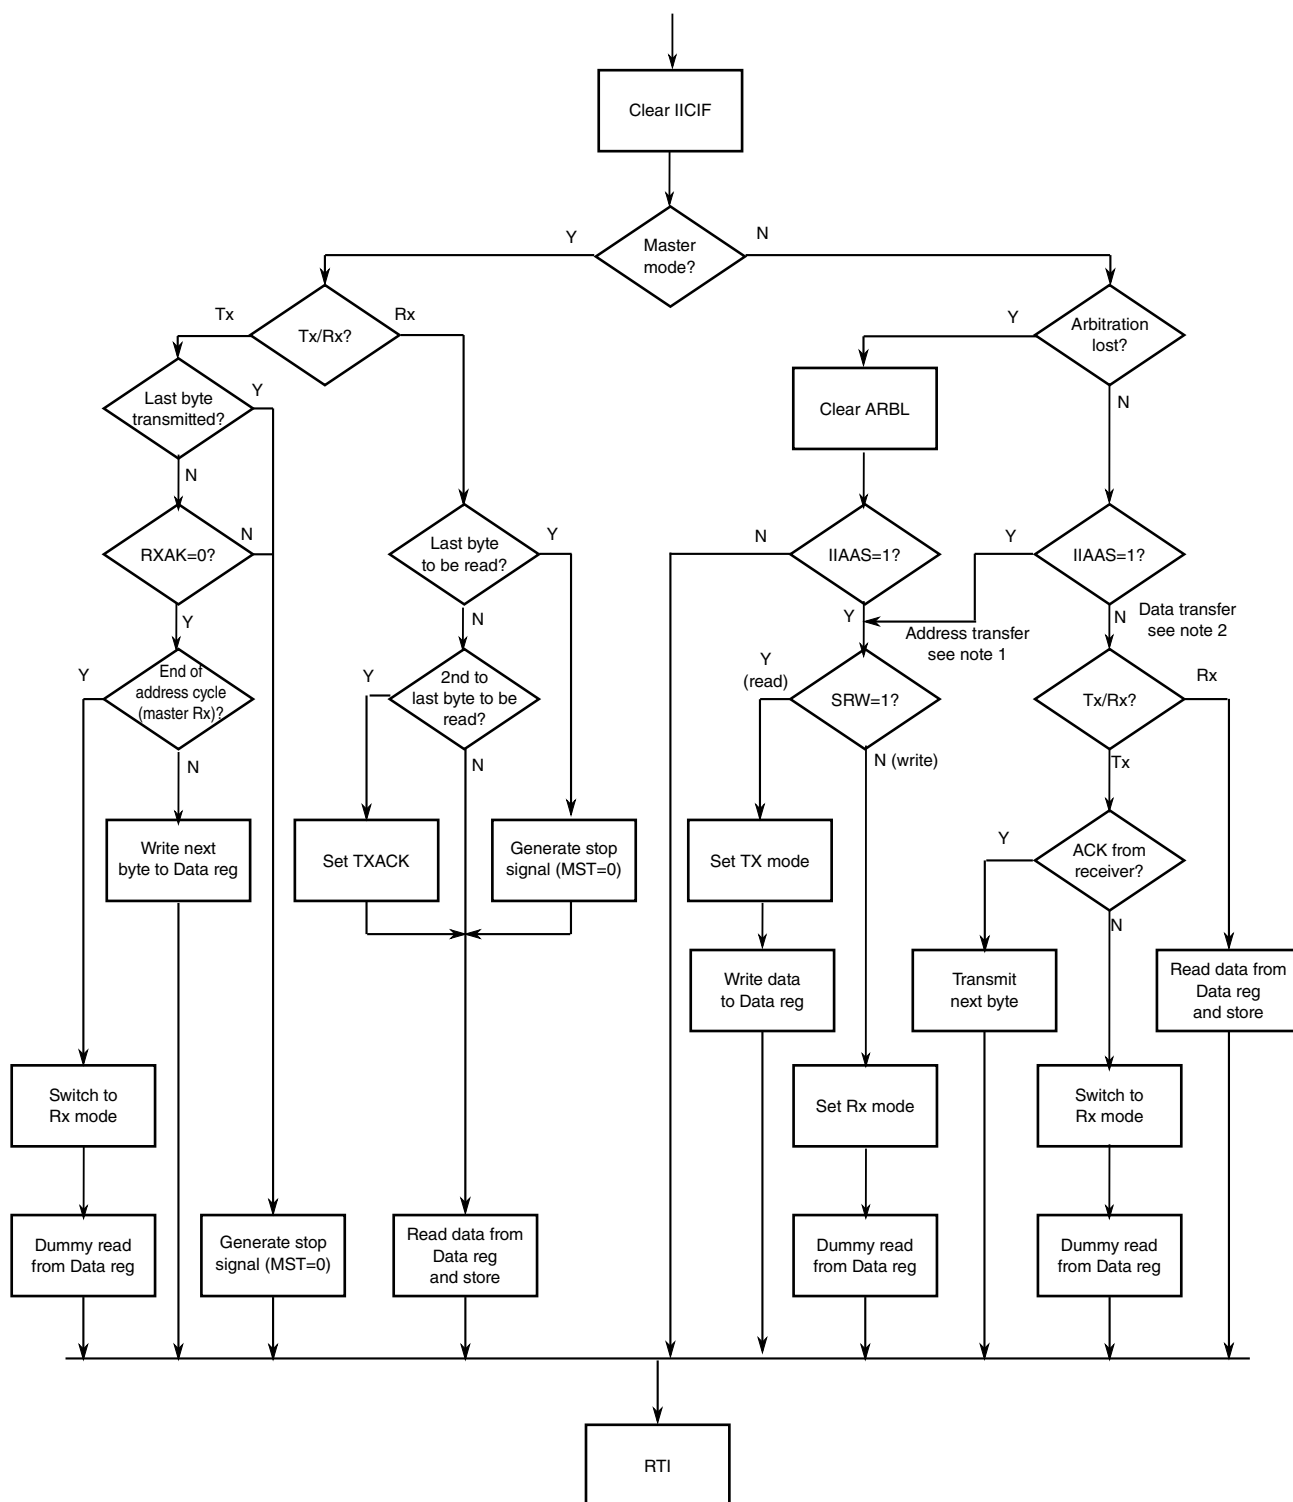 Clear IICIF
Y
Master
mode?
N
Tx
Tx/Rx?
Rx
Y
Arbitration
lost?
Last byte
transmitted?
Y
Clear ARBL
N
N
RXAK=0?
N
Last byte
to be read?
Y
N
IIAAS=1?
Y
IIAAS=1?
Y
N
Y
Address transfer
see note 1
N
Data transfer
see note 2
Y
End of
address cycle
(master Rx)?
N
Y
2nd to
last byte to be
read?
N
Y
(read)
SRW=1?
N (write)
Tx/Rx?
Rx
Tx
Write next
byte to Data reg
Set TXACK
Generate stop
signal (MST=0)
Set TX mode
Y
ACK from
receiver?
N
Write data
to Data reg
Transmit
next byte
Read data from
Data reg
and store
Switch to
Rx mode
Set Rx mode
Switch to
Rx mode
Dummy read
from Data reg
Generate stop
signal (MST=0)
Read data from
Data reg
and store
Dummy read
from Data reg
Dummy read
from Data reg
RTI